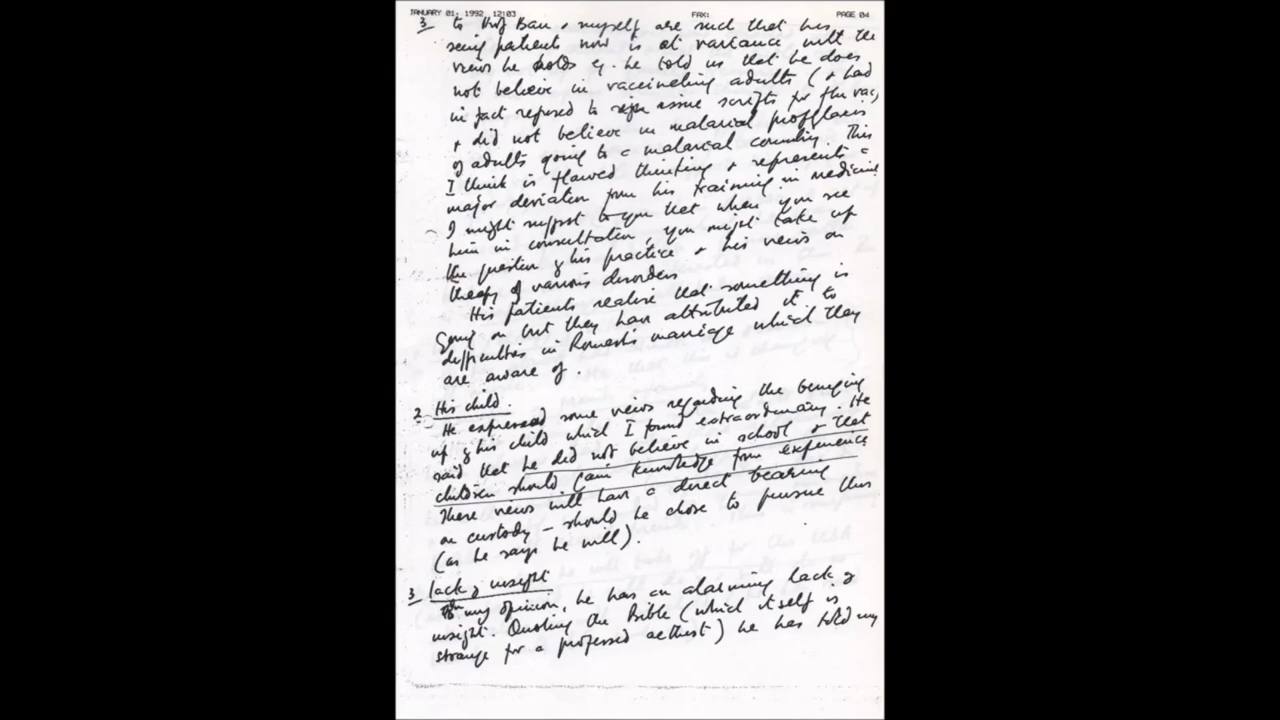 JANUARY 01, 1992, 12:03 FAX: PAGE 04
3. to Prof Bau & myself are such that his
seeing patients now is at variance with the
views he holds eg. he told us that he does
not believe in vaccinating adults (& had
in fact refused to issue scripts for flu vac)
& did not believe in malarial profylaxis
of adults going to a malarial country. This
I think is flawed thinking & represents a
major deviation from his training in medicine
I might suggest to you that when you see
him in consultation, you might take up
the question of his practice & his views on
therapy of various disorders
His patients realise that something is
going on but they have attributed it to
difficulties in marriage which they
are aware of.
2 His child.
He expressed some views regarding the bringing
up of his child which I found extraordinary. He
said that he did not believe in school & that
children should gain knowledge from experience
These views will have a direct bearing
on custody – should he chose to pursue this
(as he says he will).
3 lack of insight
In my opinion, he has an alarming lack of
insight. Quoting the Bible (which itself is
strange for a professed aethest) he has told my